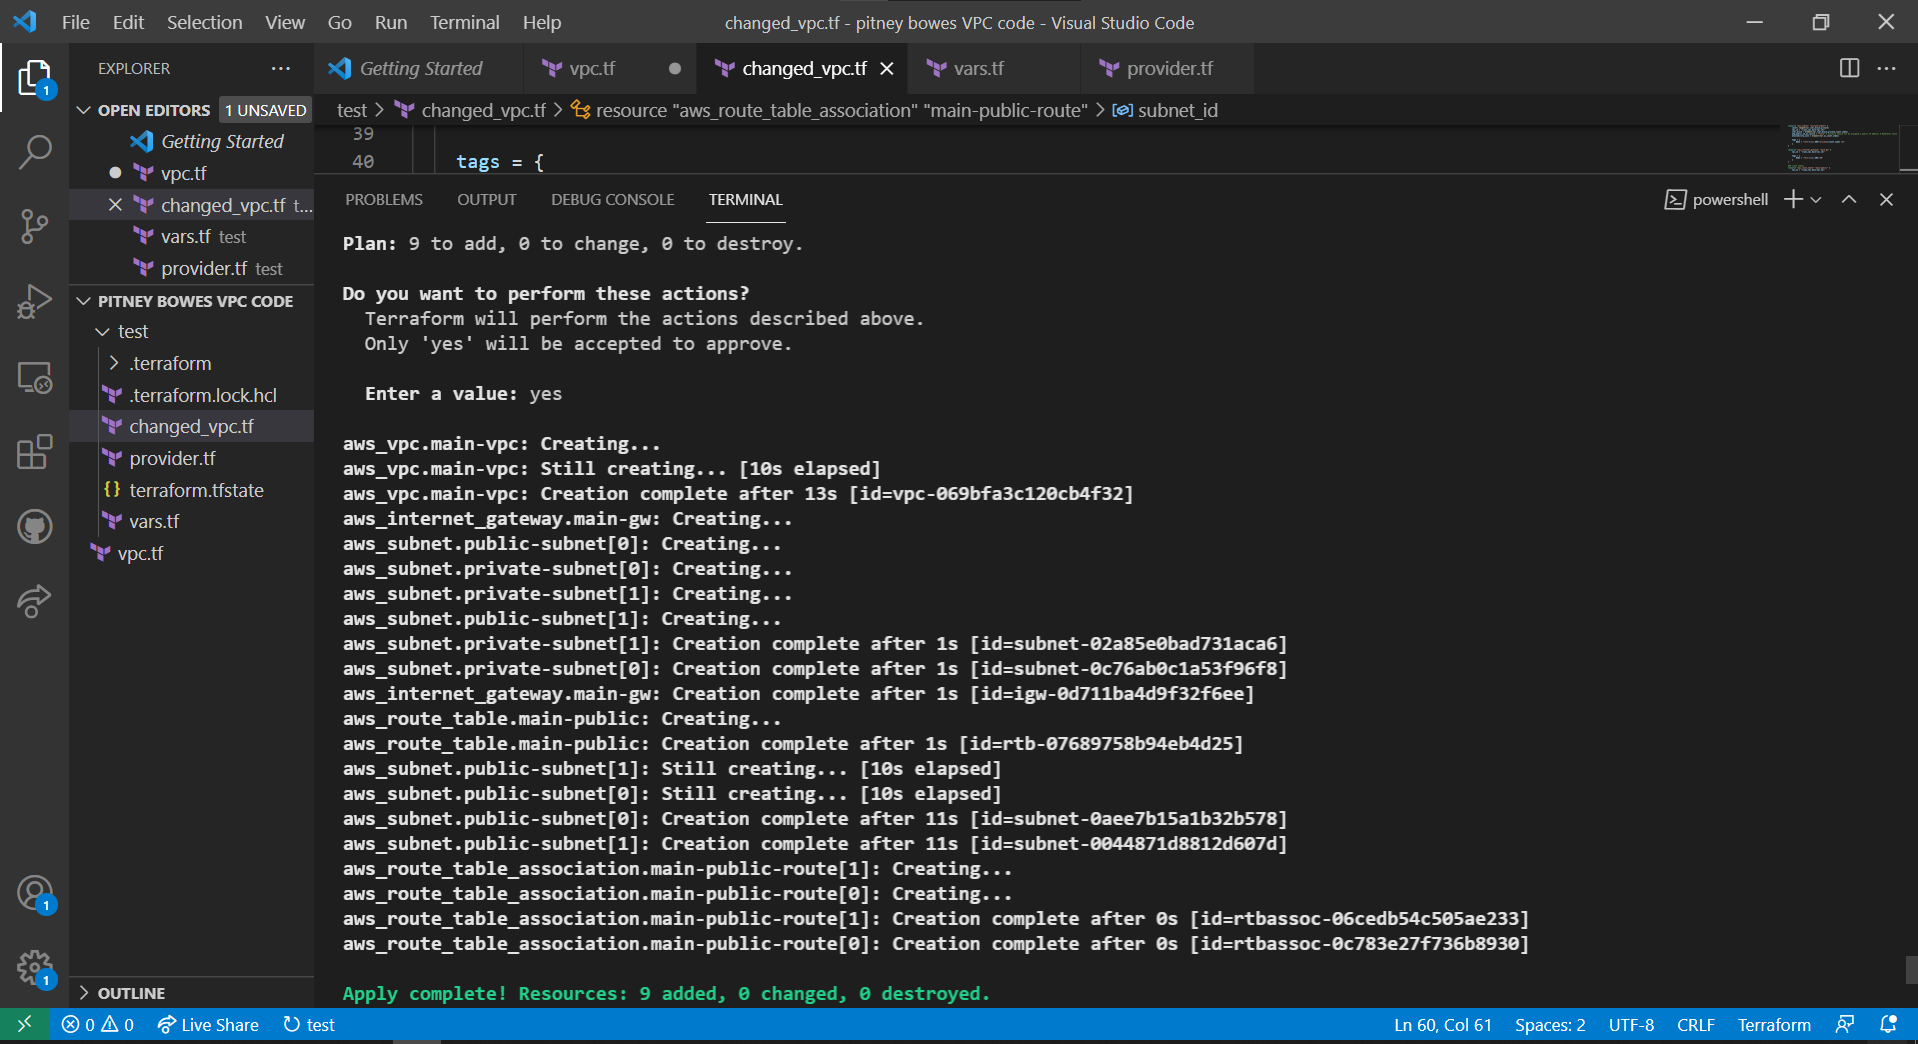 File Edit Selection View Go Run Terminal Help
changed_vpc.tf - pitney bowes VPC code - Visual Studio Code
EXPLORER
Getting Started
vpc.tf
changed_vpc.tf
vars.tf
provider.tf
OPEN EDITORS 1 UNSAVED
Getting Started
vpc.tf
changed_vpc.tf t...
vars.tf test
provider.tf test
PITNEY BOWES VPC CODE
test
.terraform
.terraform.lock.hcl
changed_vpc.tf
provider.tf
{} terraform.tfstate
vars.tf
vpc.tf
OUTLINE
1
1
1
test > changed_vpc.tf > resource "aws_route_table_association" "main-public-route" > subnet_id
39
40 tags = {
PROBLEMS OUTPUT DEBUG CONSOLE TERMINAL
powershell
Plan: 9 to add, 0 to change, 0 to destroy.
Do you want to perform these actions?
Terraform will perform the actions described above.
Only 'yes' will be accepted to approve.
Enter a value: yes
aws_vpc.main-vpc: Creating...
aws_vpc.main-vpc: Still creating... [10s elapsed]
aws_vpc.main-vpc: Creation complete after 13s [id=vpc-069bfa3c120cb4f32]
aws_internet_gateway.main-gw: Creating...
aws_subnet.public-subnet[0]: Creating...
aws_subnet.private-subnet[0]: Creating...
aws_subnet.private-subnet[1]: Creating...
aws_subnet.public-subnet[1]: Creating...
aws_subnet.private-subnet[1]: Creation complete after 1s [id=subnet-02a85e0bad731aca6]
aws_subnet.private-subnet[0]: Creation complete after 1s [id=subnet-0c76ab0c1a53f96f8]
aws_internet_gateway.main-gw: Creation complete after 1s [id=igw-0d711ba4d9f32f6ee]
aws_route_table.main-public: Creating...
aws_route_table.main-public: Creation complete after 1s [id=rtb-07689758b94eb4d25]
aws_subnet.public-subnet[1]: Still creating... [10s elapsed]
aws_subnet.public-subnet[0]: Still creating... [10s elapsed]
aws_subnet.public-subnet[0]: Creation complete after 11s [id=subnet-0aee7b15a1b32b578]
aws_subnet.public-subnet[1]: Creation complete after 11s [id=subnet-0044871d8812d607d]
aws_route_table_association.main-public-route[1]: Creating...
aws_route_table_association.main-public-route[0]: Creating...
aws_route_table_association.main-public-route[1]: Creation complete after 0s [id=rtbassoc-06cedb54c505ae233]
aws_route_table_association.main-public-route[0]: Creation complete after 0s [id=rtbassoc-0c783e27f736b8930]
Apply complete! Resources: 9 added, 0 changed, 0 destroyed.
0 0 Live Share test
Ln 60, Col 61 Spaces: 2 UTF-8 CRLF Terraform